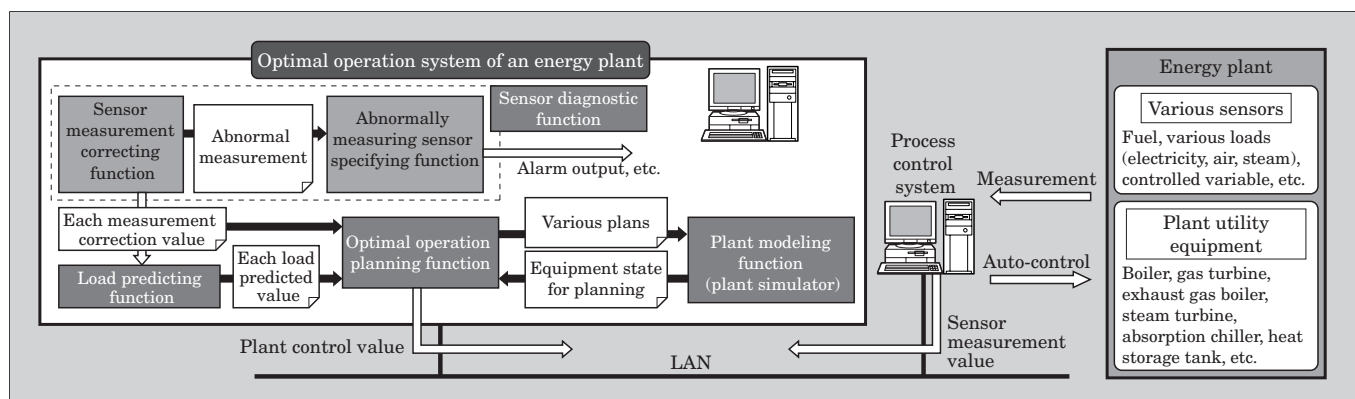 Optimal operation system of an energy plant
Sensor
measurement
correcting
function
Abnormal
measurement
Abnormally
measuring sensor
specifying function
Sensor diagnostic
function
Alarm output, etc.
Each measurement
correction value
Load predicting
function
Each load
predicted
value
Optimal operation
planning function
Various plans
Equipment state
for planning
Plant modeling
function
(plant simulator)
Plant control value
LAN
Sensor
measurement
value
Process
control
system
Measurement
Auto-control
Energy plant
Various sensors
Fuel, various loads
(electricity, air, steam),
controlled variable, etc.
Plant utility
equipment
Boiler, gas turbine,
exhaust gas boiler,
steam turbine,
absorption chiller, heat
storage tank, etc.